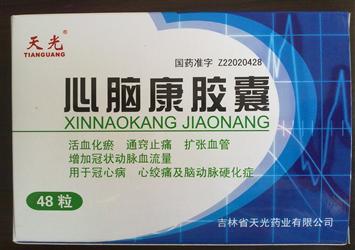 天光®
TIANGUANG
国药准字 Z22020428
心脑康胶囊
XINNAOKANG JIAONANG
活血化瘀 通窍止痛 扩张血管
增加冠状动脉血流量
用于冠心病 心绞痛及脑动脉硬化症
48粒
吉林省天光药业有限公司